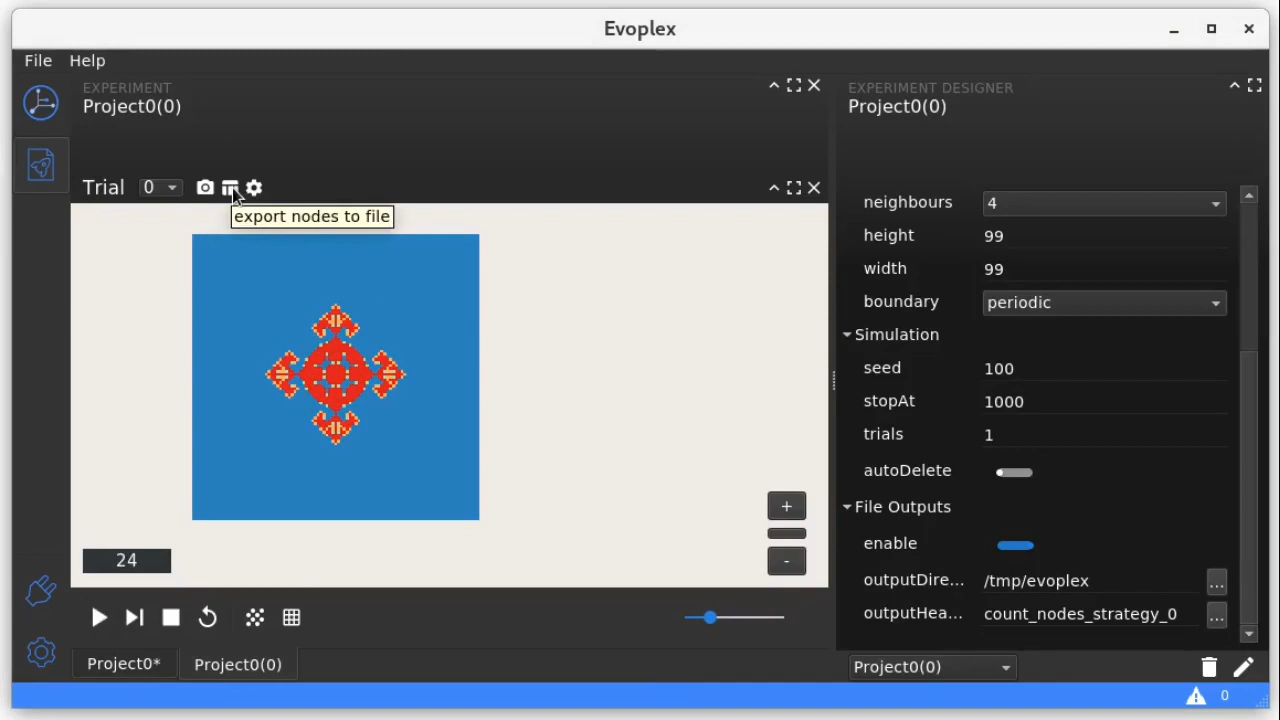 Evoplex
File Help
EXPERIMENT
Project0(0)
Trial 0
export nodes to file
24
+
-
Project0* Project0(0)
EXPERIMENT DESIGNER
Project0(0)
neighbours 4
height 99
width 99
boundary periodic
Simulation
seed 100
stopAt 1000
trials 1
autoDelete
File Outputs
enable
outputDire... /tmp/evoplex ...
outputHea... count_nodes_strategy_0 ...
Project0(0)
0